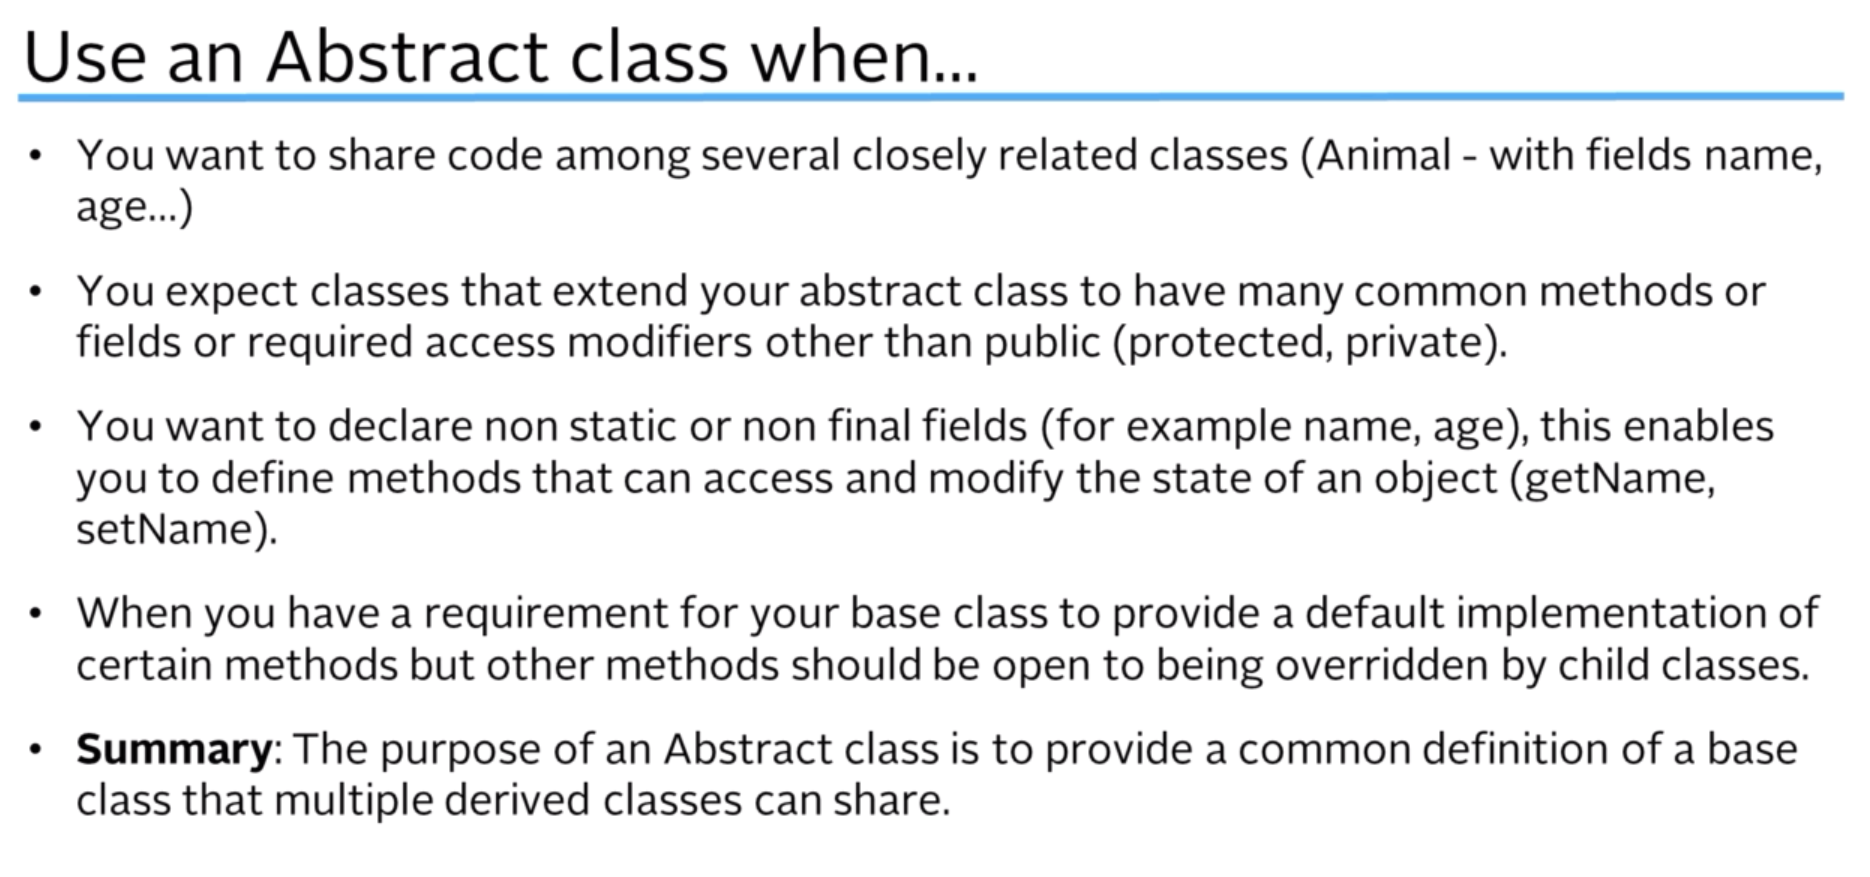 Use an Abstract class when...
• You want to share code among several closely related classes (Animal - with fields name,
age...)
• You expect classes that extend your abstract class to have many common methods or
fields or required access modifiers other than public (protected, private).
• You want to declare non static or non final fields (for example name, age), this enables
you to define methods that can access and modify the state of an object (getName,
setName).
• When you have a requirement for your base class to provide a default implementation of
certain methods but other methods should be open to being overridden by child classes.
• Summary: The purpose of an Abstract class is to provide a common definition of a base
class that multiple derived classes can share.